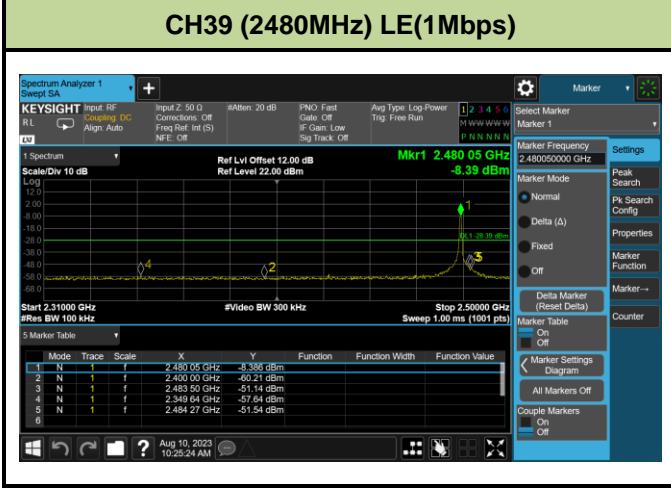 CH39 (2480MHz) LE(1Mbps)
Spectrum Analyzer 1
Swept SA
+
Marker
KEYSIGHT
RL
LXI
Input: RF
Coupling: DC
Align: Auto
Input Z: 50 Ω
Corrections: Off
Freq Ref: Int (S)
NFE: Off
#Atten: 20 dB
PNO: Fast
Gate: Off
IF Gain: Low
Sig Track: Off
Avg Type: Log-Power
Trig: Free Run
1 2 3 4 5 6
M W W W W W
P N N N N N
Select Marker
Marker 1
1 Spectrum
Scale/Div 10 dB
Log
Ref Lvl Offset 12.00 dB
Ref Level 22.00 dBm
Mkr1 2.480 05 GHz
-8.39 dBm
12.0
2.00
-8.00
-18.0
-28.0
-38.0
-48.0
-58.0
-68.0
1
DL1 -28.39 dBm
4
2
Start 2.31000 GHz
#Res BW 100 kHz
#Video BW 300 kHz
Stop 2.50000 GHz
Sweep 1.00 ms (1001 pts)
5 Marker Table
Mode Trace Scale X Y Function Function Width Function Value
1 N 1 f 2.480 05 GHz -8.386 dBm
2 N 1 f 2.400 00 GHz -60.21 dBm
3 N 1 f 2.483 50 GHz -51.14 dBm
4 N 1 f 2.349 64 GHz -57.64 dBm
5 N 1 f 2.484 27 GHz -51.54 dBm
6
Marker Frequency
2.480050000 GHz
Marker Mode
Normal
Delta (Δ)
Fixed
Off
Delta Marker
(Reset Delta)
Marker Table
On
Off
Marker Settings
Diagram
All Markers Off
Couple Markers
On
Off
Settings
Peak
Search
Pk Search
Config
Properties
Marker
Function
Marker→
Counter
?
Aug 10, 2023
10:25:24 AM